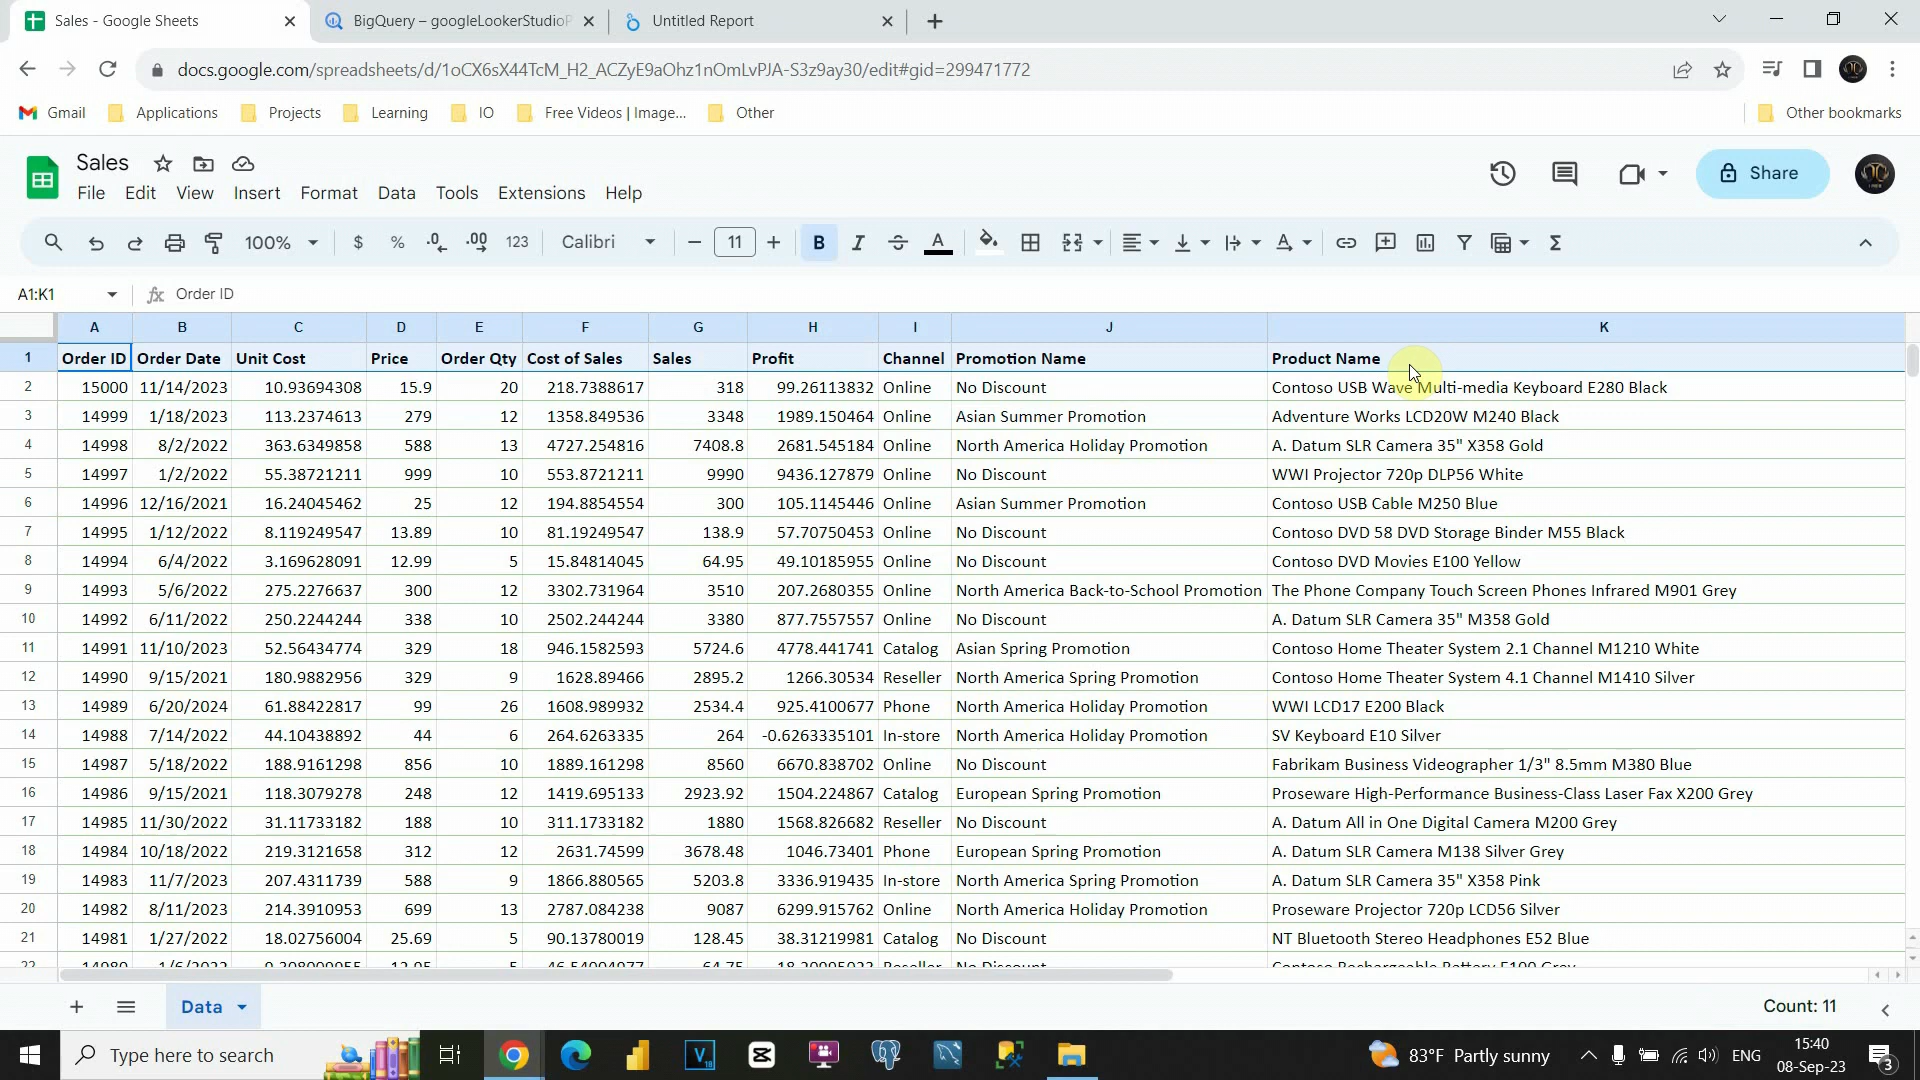 Sales - Google Sheets
BigQuery – googleLookerStudioP
Untitled Report
docs.google.com/spreadsheets/d/1oCX6sX44TcM_H2_ACZyE9aOhz1nOmLvPJA-S3z9ay30/edit#gid=299471772
Gmail Applications Projects Learning IO Free Videos | Image... Other Other bookmarks
Sales
File Edit View Insert Format Data Tools Extensions Help
Share
100% $ % .0 .00 123 Calibri 11 B I A
A1:K1 fx Order ID
A B C D E F G H I J K
1 Order ID Order Date Unit Cost Price Order Qty Cost of Sales Sales Profit Channel Promotion Name Product Name
2 15000 11/14/2023 10.93694308 15.9 20 218.7388617 318 99.26113832 Online No Discount Contoso USB Wave Multi-media Keyboard E280 Black
3 14999 1/18/2023 113.2374613 279 12 1358.849536 3348 1989.150464 Online Asian Summer Promotion Adventure Works LCD20W M240 Black
4 14998 8/2/2022 363.6349858 588 13 4727.254816 7408.8 2681.545184 Online North America Holiday Promotion A. Datum SLR Camera 35" X358 Gold
5 14997 1/2/2022 55.38721211 999 10 553.8721211 9990 9436.127879 Online No Discount WWI Projector 720p DLP56 White
6 14996 12/16/2021 16.24045462 25 12 194.8854554 300 105.1145446 Online Asian Summer Promotion Contoso USB Cable M250 Blue
7 14995 1/12/2022 8.119249547 13.89 10 81.19249547 138.9 57.70750453 Online No Discount Contoso DVD 58 DVD Storage Binder M55 Black
8 14994 6/4/2022 3.169628091 12.99 5 15.84814045 64.95 49.10185955 Online No Discount Contoso DVD Movies E100 Yellow
9 14993 5/6/2022 275.2276637 300 12 3302.731964 3510 207.2680355 Online North America Back-to-School Promotion The Phone Company Touch Screen Phones Infrared M901 Grey
10 14992 6/11/2022 250.2244244 338 10 2502.244244 3380 877.7557557 Online No Discount A. Datum SLR Camera 35" M358 Gold
11 14991 11/10/2023 52.56434774 329 18 946.1582593 5724.6 4778.441741 Catalog Asian Spring Promotion Contoso Home Theater System 2.1 Channel M1210 White
12 14990 9/15/2021 180.9882956 329 9 1628.89466 2895.2 1266.30534 Reseller North America Spring Promotion Contoso Home Theater System 4.1 Channel M1410 Silver
13 14989 6/20/2024 61.88422817 99 26 1608.989932 2534.4 925.4100677 Phone North America Holiday Promotion WWI LCD17 E200 Black
14 14988 7/14/2022 44.10438892 44 6 264.6263335 264 -0.6263335101 In-store North America Holiday Promotion SV Keyboard E10 Silver
15 14987 5/18/2022 188.9161298 856 10 1889.161298 8560 6670.838702 Online No Discount Fabrikam Business Videographer 1/3" 8.5mm M380 Blue
16 14986 9/15/2021 118.3079278 248 12 1419.695133 2923.92 1504.224867 Catalog European Spring Promotion Proseware High-Performance Business-Class Laser Fax X200 Grey
17 14985 11/30/2022 31.11733182 188 10 311.1733182 1880 1568.826682 Reseller No Discount A. Datum All in One Digital Camera M200 Grey
18 14984 10/18/2022 219.3121658 312 12 2631.74599 3678.48 1046.73401 Phone European Spring Promotion A. Datum SLR Camera M138 Silver Grey
19 14983 11/7/2023 207.4311739 588 9 1866.880565 5203.8 3336.919435 In-store North America Spring Promotion A. Datum SLR Camera 35" X358 Pink
20 14982 8/11/2023 214.3910953 699 13 2787.084238 9087 6299.915762 Online North America Holiday Promotion Proseware Projector 720p LCD56 Silver
21 14981 1/27/2022 18.02756004 25.69 5 90.13780019 128.45 38.31219981 Catalog No Discount NT Bluetooth Stereo Headphones E52 Blue
Data
Count: 11
Type here to search
83°F Partly sunny
ENG
15:40
08-Sep-23
3